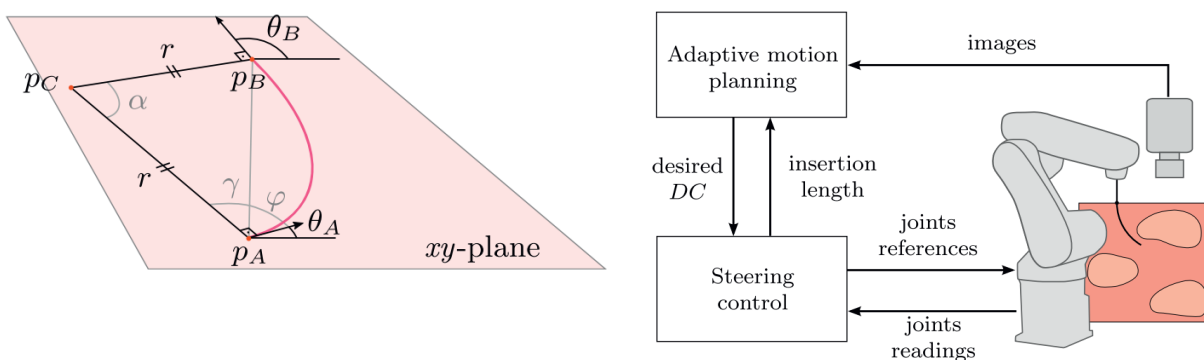 θ_B
r
p_C
p_B
α
r
γ
φ
θ_A
p_A
xy-plane
Adaptive motion
planning
images
desired
DC
insertion
length
Steering
control
joints
references
joints
readings